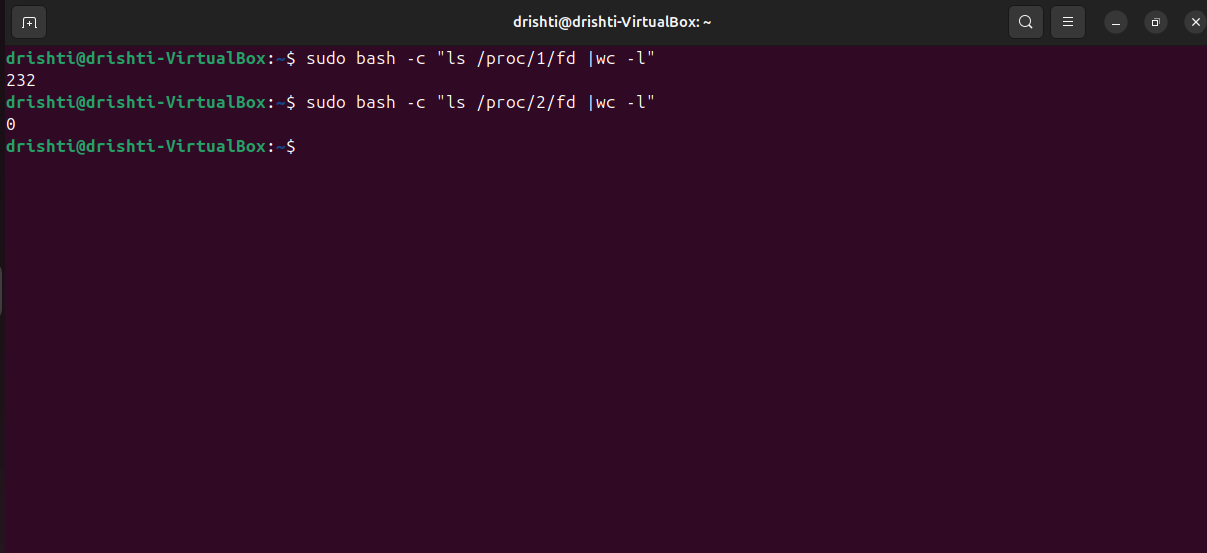 drishti@drishti-VirtualBox: ~
drishti@drishti-VirtualBox:~$ sudo bash -c "ls /proc/1/fd |wc -l"
232
drishti@drishti-VirtualBox:~$ sudo bash -c "ls /proc/2/fd |wc -l"
0
drishti@drishti-VirtualBox:~$